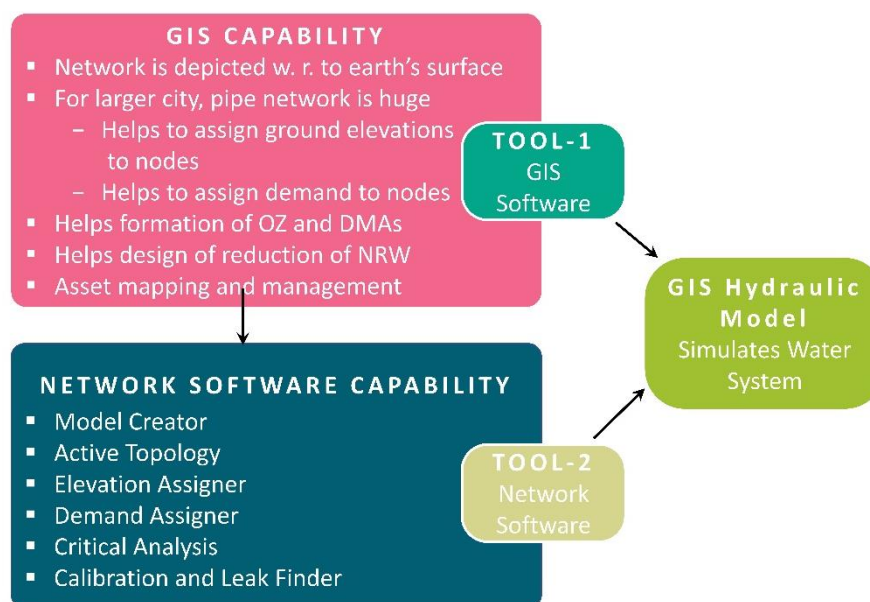 GIS CAPABILITY
▪ Network is depicted w. r. to earth's surface
▪ For larger city, pipe network is huge
– Helps to assign ground elevations
to nodes
– Helps to assign demand to nodes
▪ Helps formation of OZ and DMAs
▪ Helps design of reduction of NRW
▪ Asset mapping and management
TOOL-1
GIS
Software
GIS Hydraulic
Model
Simulates Water
System
NETWORK SOFTWARE CAPABILITY
▪ Model Creator
▪ Active Topology
▪ Elevation Assigner
▪ Demand Assigner
▪ Critical Analysis
▪ Calibration and Leak Finder
TOOL-2
Network
Software